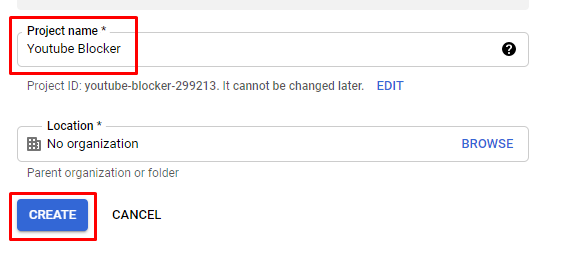 Project name *
Youtube Blocker
Project ID: youtube-blocker-299213. It cannot be changed later. EDIT
Location *
No organization BROWSE
Parent organization or folder
CREATE CANCEL